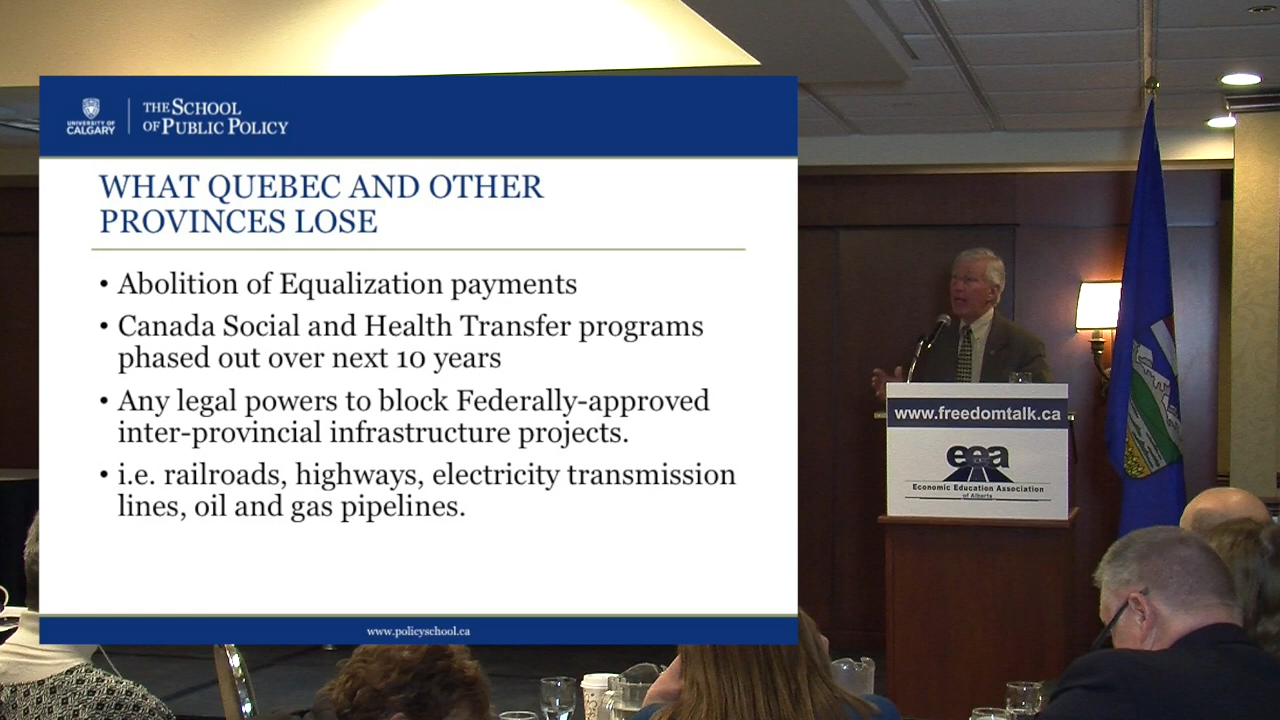 UNIVERSITY OF
CALGARY
THE SCHOOL
OF PUBLIC POLICY
WHAT QUEBEC AND OTHER
PROVINCES LOSE
• Abolition of Equalization payments
• Canada Social and Health Transfer programs
phased out over next 10 years
• Any legal powers to block Federally-approved
inter-provincial infrastructure projects.
• i.e. railroads, highways, electricity transmission
lines, oil and gas pipelines.
www.policyschool.ca
www.freedomtalk.ca
eea
Economic Education Association
of Alberta